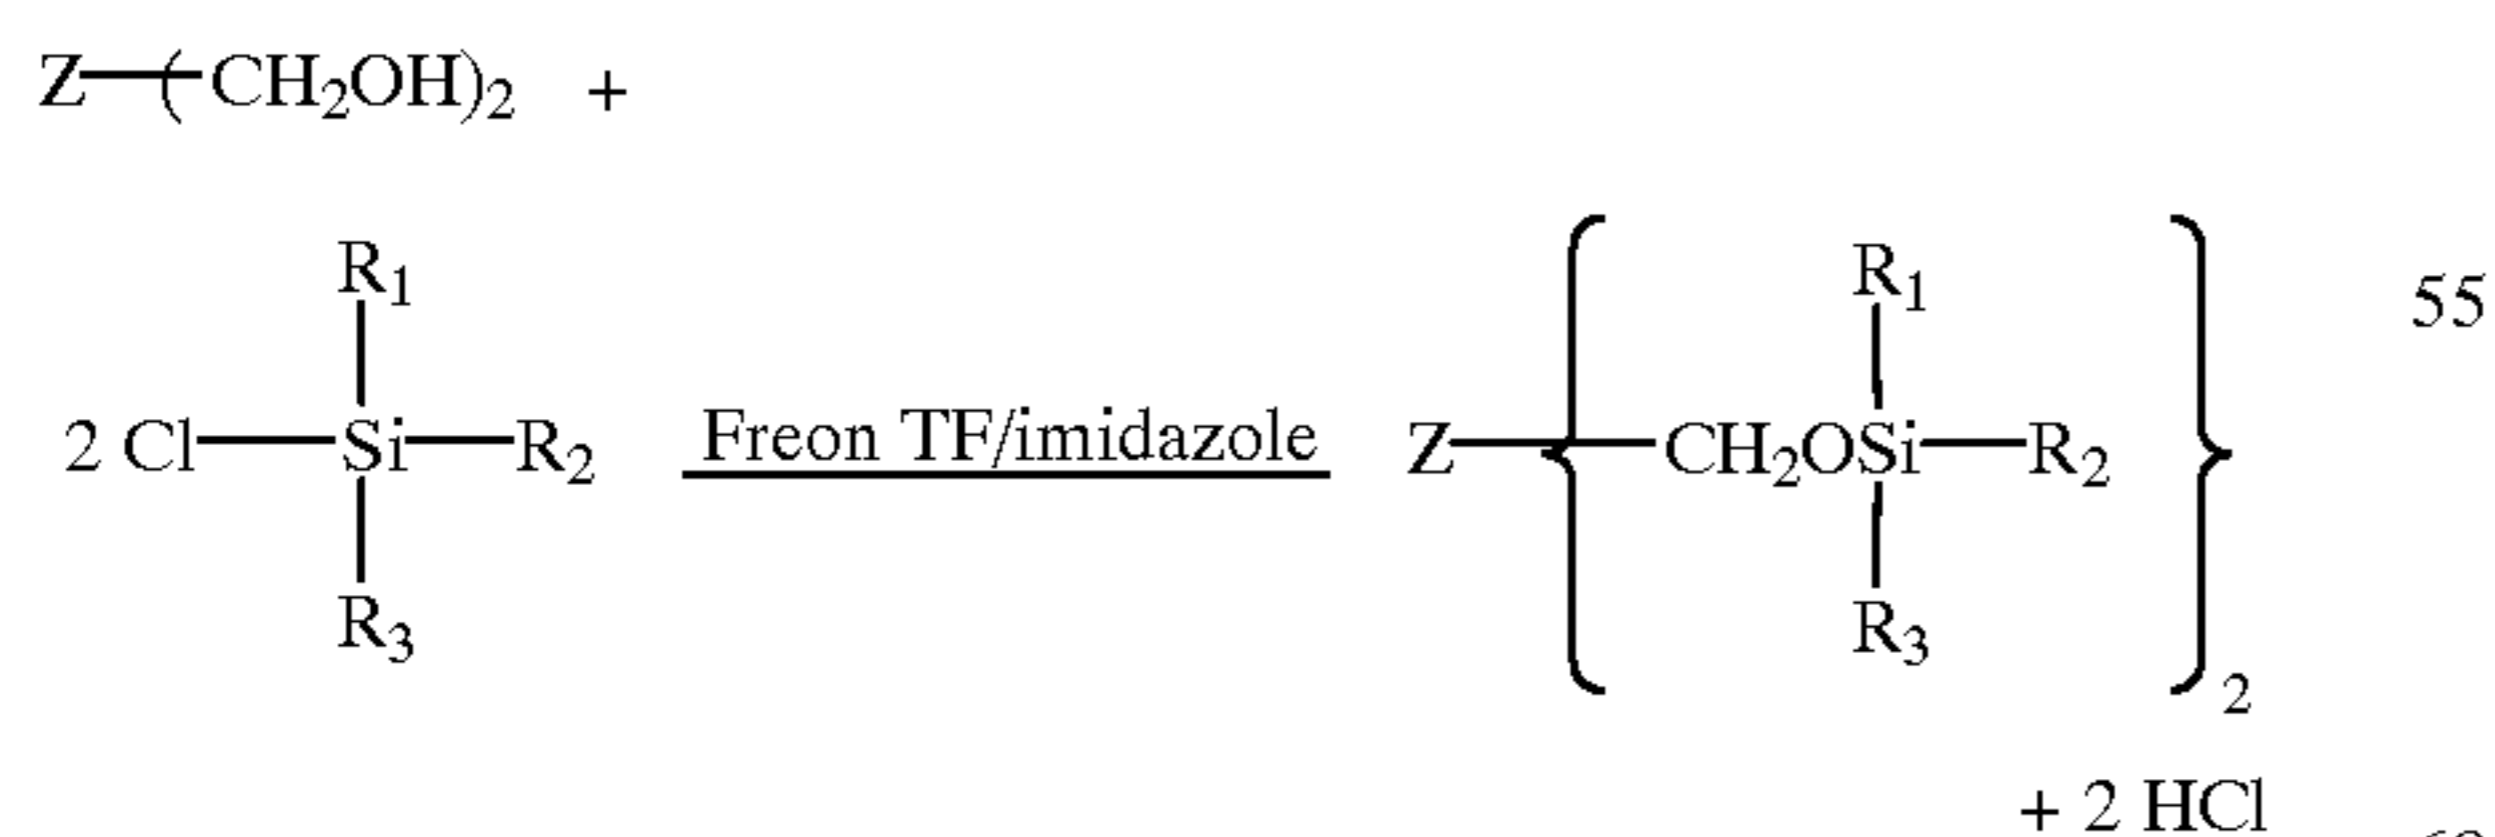 Z—(CH₂OH)₂ +
R₁
55
2 Cl—Si—R₂ Freon TF/imidazole Z—{CH₂OSi—R₂}₂
R₃ R₁ R₃
+ 2 HCl